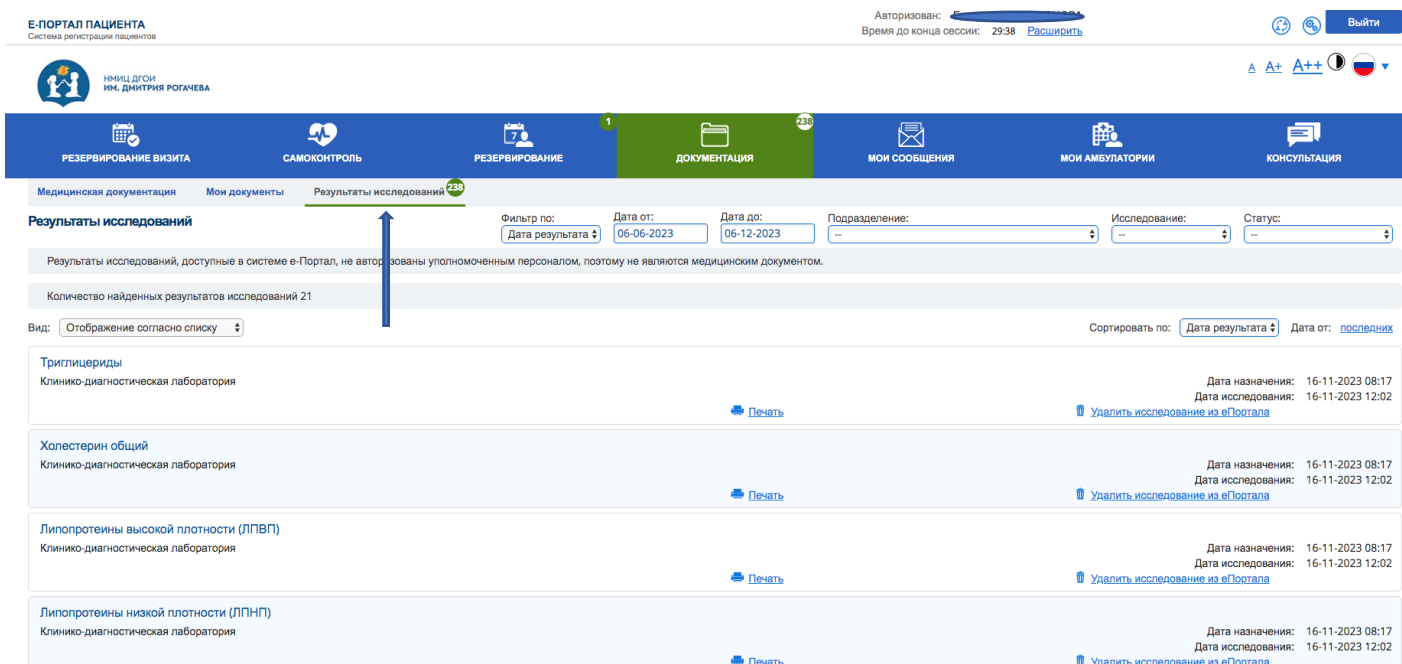 Е-ПОРТАЛ ПАЦИЕНТА
Система регистрации пациентов
Авторизован:
Время до конца сессии: 29:38 Расширить
Выйти
НМИЦ ДГОИ
ИМ. ДМИТРИЯ РОГАЧЕВА
A A+ A++
РЕЗЕРВИРОВАНИЕ ВИЗИТА
САМОКОНТРОЛЬ
7
РЕЗЕРВИРОВАНИЕ
1
ДОКУМЕНТАЦИЯ
238
МОИ СООБЩЕНИЯ
МОИ АМБУЛАТОРИИ
КОНСУЛЬТАЦИЯ
Медицинская документация Мои документы Результаты исследований 238
Результаты исследований
Фильтр по: Дата от: Дата до: Подразделение: Исследование: Статус:
Дата результата 06-06-2023 06-12-2023 -- -- --
Результаты исследований, доступные в системе е-Портал, не авторизованы уполномоченным персоналом, поэтому не являются медицинским документом.
Количество найденных результатов исследований 21
Вид: Отображение согласно списку Сортировать по: Дата результата Дата от: последних
Триглицериды
Клинико-диагностическая лаборатория
Дата назначения: 16-11-2023 08:17
Дата исследования: 16-11-2023 12:02
Печать Удалить исследование из еПортала
Холестерин общий
Клинико-диагностическая лаборатория
Дата назначения: 16-11-2023 08:17
Дата исследования: 16-11-2023 12:02
Печать Удалить исследование из еПортала
Липопротеины высокой плотности (ЛПВП)
Клинико-диагностическая лаборатория
Дата назначения: 16-11-2023 08:17
Дата исследования: 16-11-2023 12:02
Печать Удалить исследование из еПортала
Липопротеины низкой плотности (ЛПНП)
Клинико-диагностическая лаборатория
Дата назначения: 16-11-2023 08:17
Дата исследования: 16-11-2023 12:02
Печать Удалить исследование из еПортала